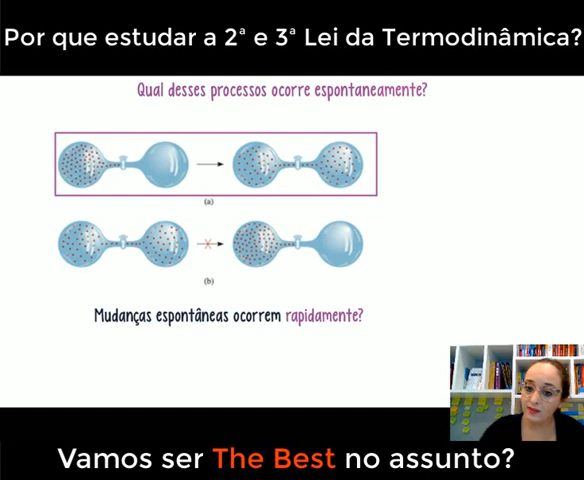 Por que estudar a 2ª e 3ª Lei da Termodinâmica?
Qual desses processos ocorre espontaneamente?
(a)
(b)
Mudanças espontâneas ocorrem rapidamente?
Vamos ser The Best no assunto?